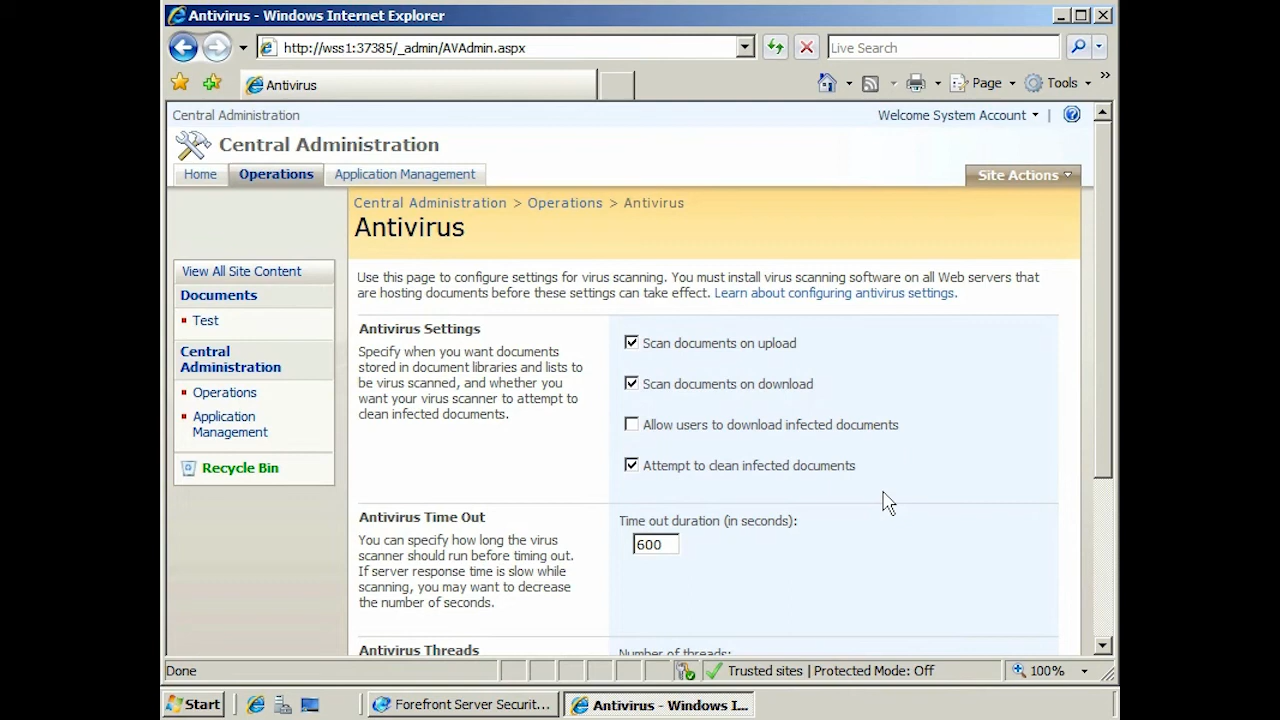 Antivirus - Windows Internet Explorer
http://wss1:37385/_admin/AVAdmin.aspx
Live Search
Antivirus
Page
Tools
Central Administration
Welcome System Account
Central Administration
Home
Operations
Application Management
Site Actions
Central Administration > Operations > Antivirus
Antivirus
View All Site Content
Documents
Test
Central
Administration
Operations
Application
Management
Recycle Bin
Use this page to configure settings for virus scanning. You must install virus scanning software on all Web servers that
are hosting documents before these settings can take effect. Learn about configuring antivirus settings.
Antivirus Settings
Specify when you want documents
stored in document libraries and lists to
be virus scanned, and whether you
want your virus scanner to attempt to
clean infected documents.
Scan documents on upload
Scan documents on download
Allow users to download infected documents
Attempt to clean infected documents
Antivirus Time Out
You can specify how long the virus
scanner should run before timing out.
If server response time is slow while
scanning, you may want to decrease
the number of seconds.
Time out duration (in seconds):
600
Antivirus Threads
Number of threads:
Done
Trusted sites | Protected Mode: Off
100%
Start
Forefront Server Securit...
Antivirus - Windows I...